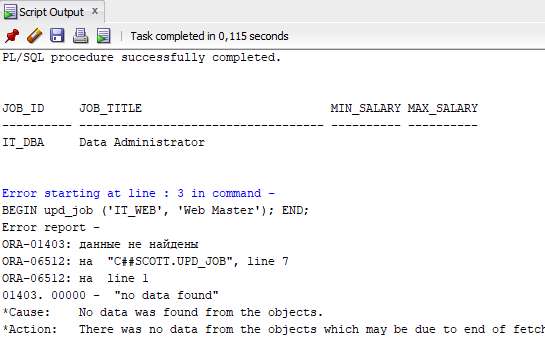 Script Output x
Task completed in 0,115 seconds
PL/SQL procedure successfully completed.
JOB_ID JOB_TITLE MIN_SALARY MAX_SALARY
---------- ----------------------------------- ---------- ----------
IT_DBA Data Administrator
Error starting at line : 3 in command -
BEGIN upd_job ('IT_WEB', 'Web Master'); END;
Error report -
ORA-01403: данные не найдены
ORA-06512: на "C##SCOTT.UPD_JOB", line 7
ORA-06512: на line 1
01403. 00000 - "no data found"
*Cause: No data was found from the objects.
*Action: There was no data from the objects which may be due to end of fetch